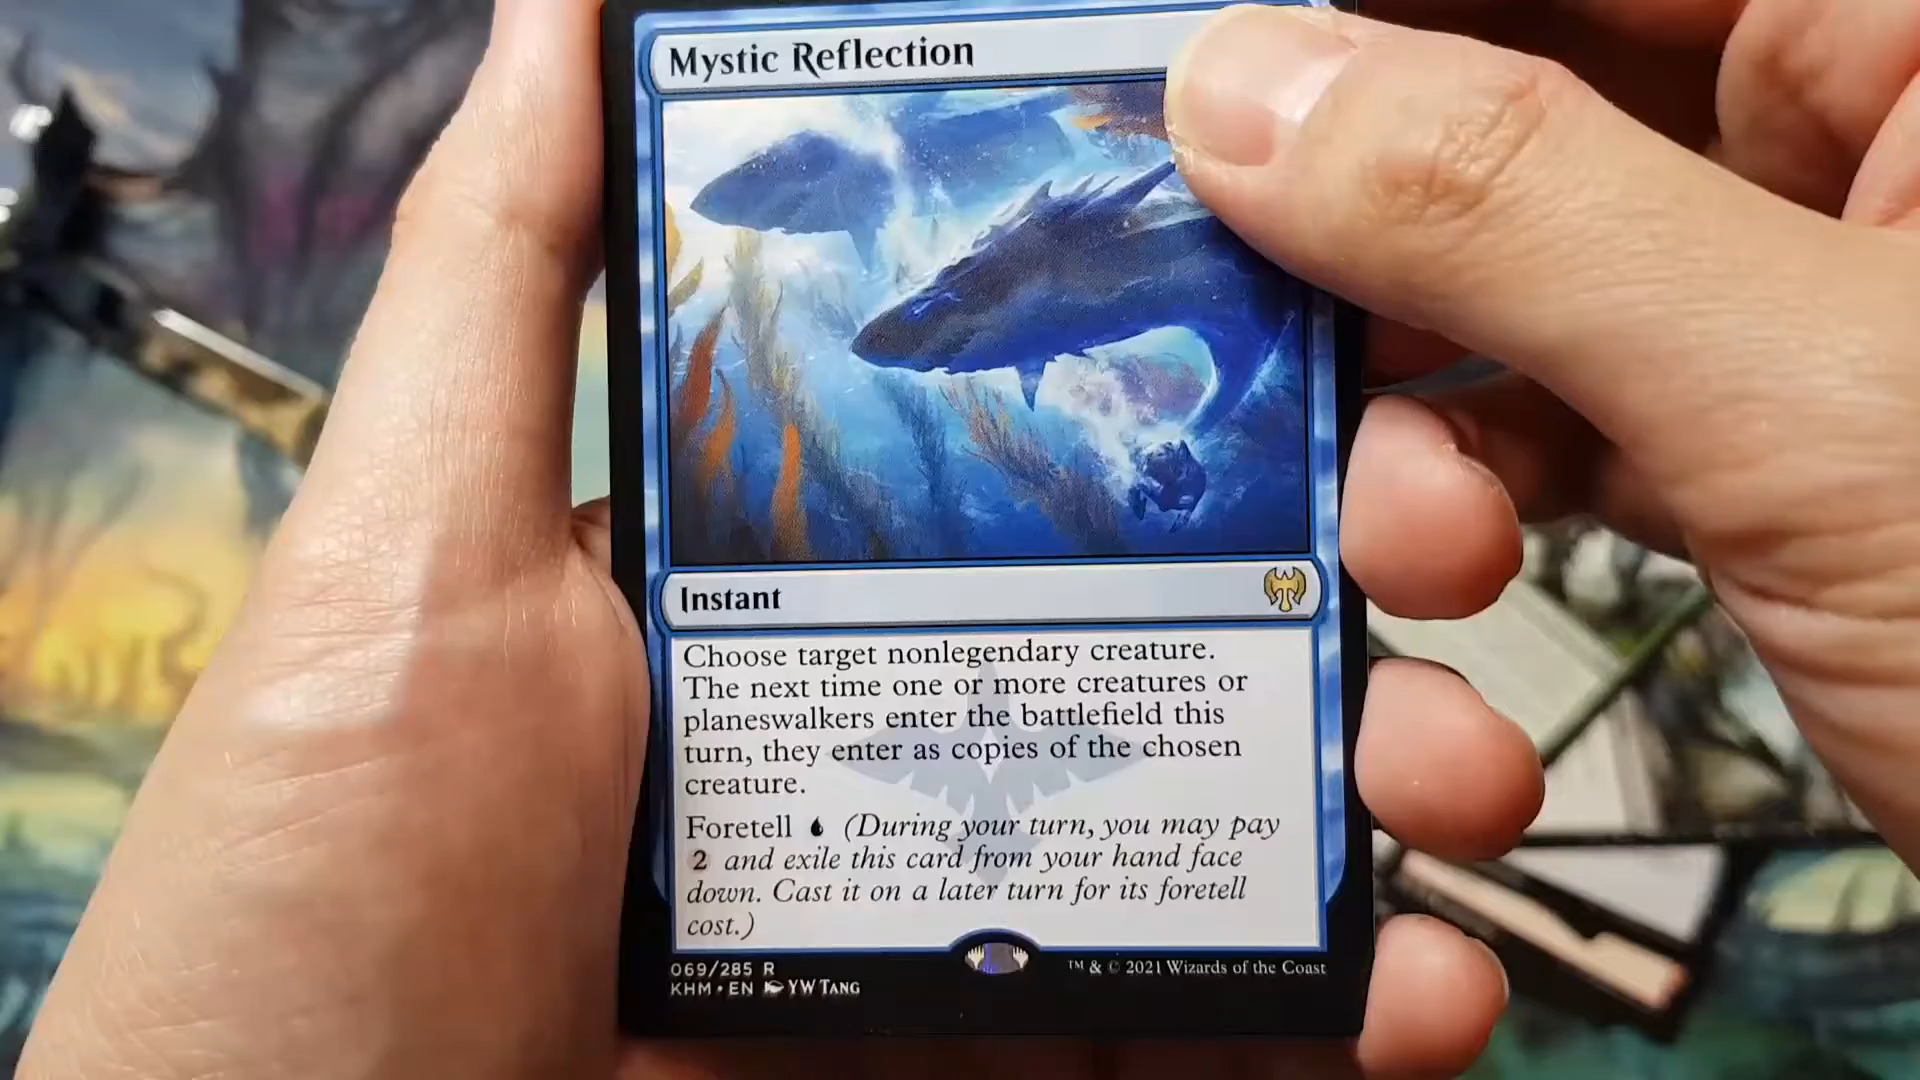 Mystic Reflection
Instant
Choose target nonlegendary creature.
The next time one or more creatures or
planeswalkers enter the battlefield this
turn, they enter as copies of the chosen
creature.
Foretell (During your turn, you may pay
2 and exile this card from your hand face
down. Cast it on a later turn for its foretell
cost.)
069/285 R
KHM • EN YW TANG
™ & © 2021 Wizards of the Coast